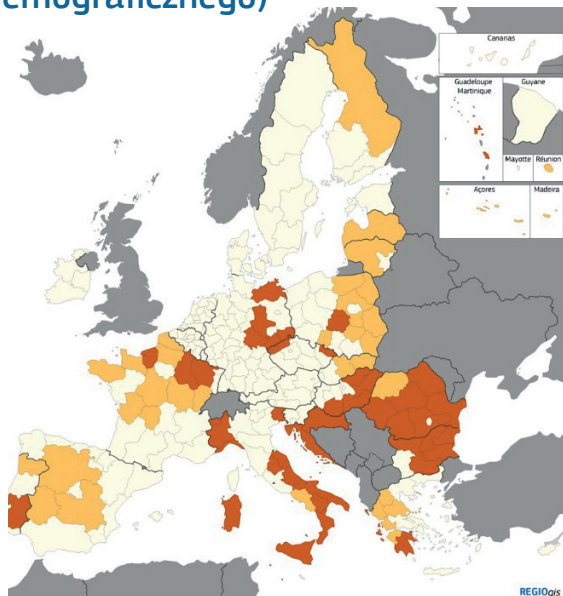 emograficznego)
Canarias
Guadeloupe
Martinique
Guyane
Mayotte
Réunion
Açores
Madeira
REGIOgis